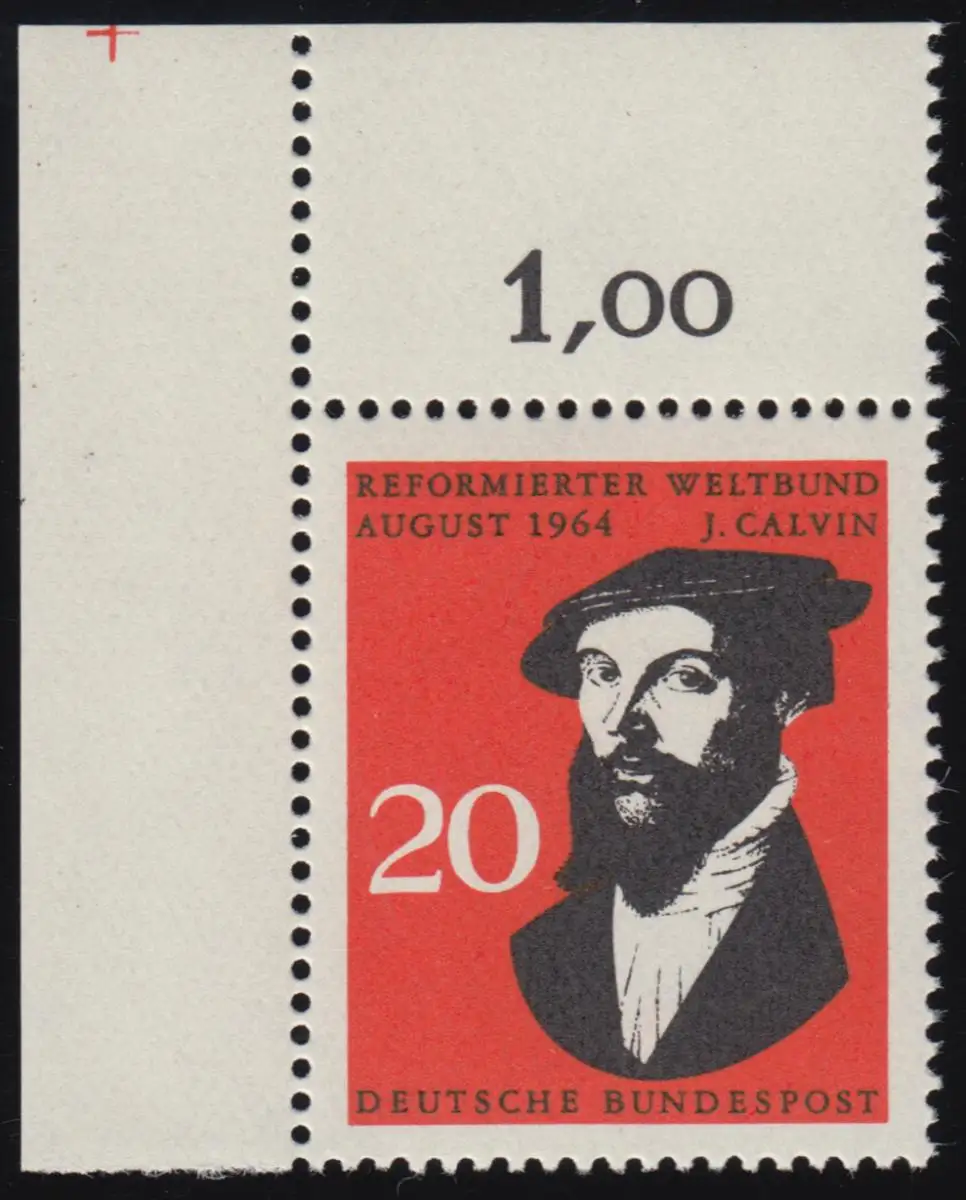 1,00
REFORMIERTER WELTBUND
AUGUST 1964 J. CALVIN
20
DEUTSCHE BUNDESPOST